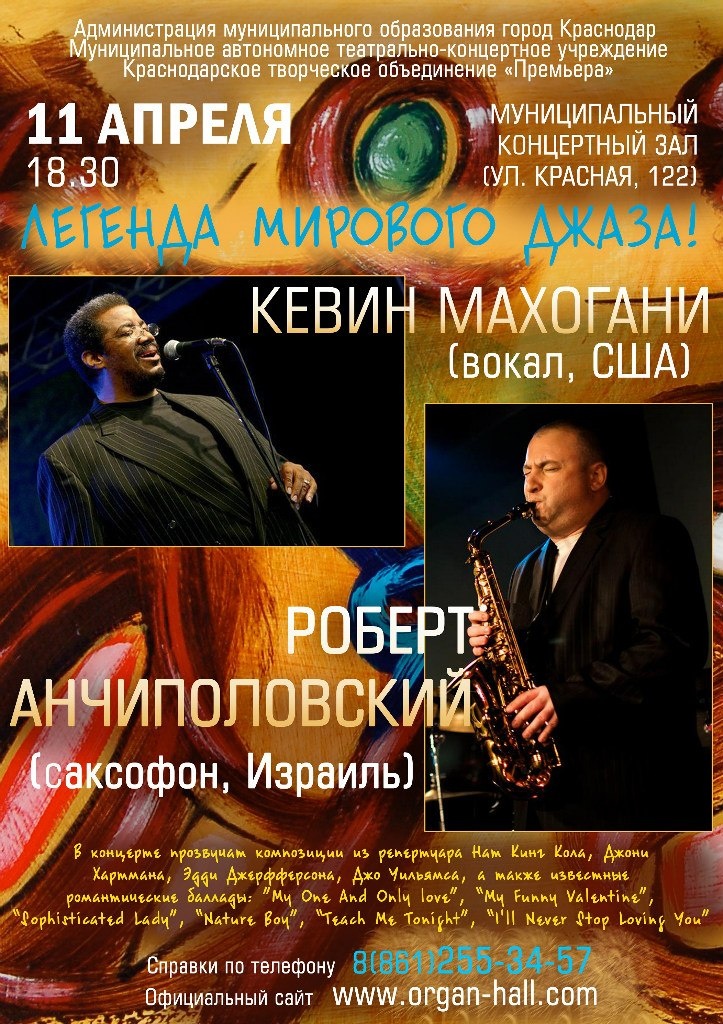 Администрация муниципального образования город Краснодар
Муниципальное автономное театрально-концертное учреждение
Краснодарское творческое объединение «Премьера»
11 АПРЕЛЯ
18.30
МУНИЦИПАЛЬНЫЙ
КОНЦЕРТНЫЙ ЗАЛ
(УЛ. КРАСНАЯ, 122)
ЛЕГЕНДА МИРОВОГО ДЖАЗА!
КЕВИН МАХОГАНИ
(вокал, США)
РОБЕРТ
АНЧИПОЛОВСКИЙ
(саксофон, Израиль)
В концерте прозвучат композиции из репертуара Нат Кинг Кола, Джони
Хартмана, Эдди Джерфферсона, Джо Уильямса, а также известные
романтические баллады: "My One And Only love", "My Funny Valentine",
"Sophisticated Lady", "Nature Boy", "Teach Me Tonight", "I'll Never Stop Loving You"
Справки по телефону 8(861)255-34-57
Официальный сайт www.organ-hall.com